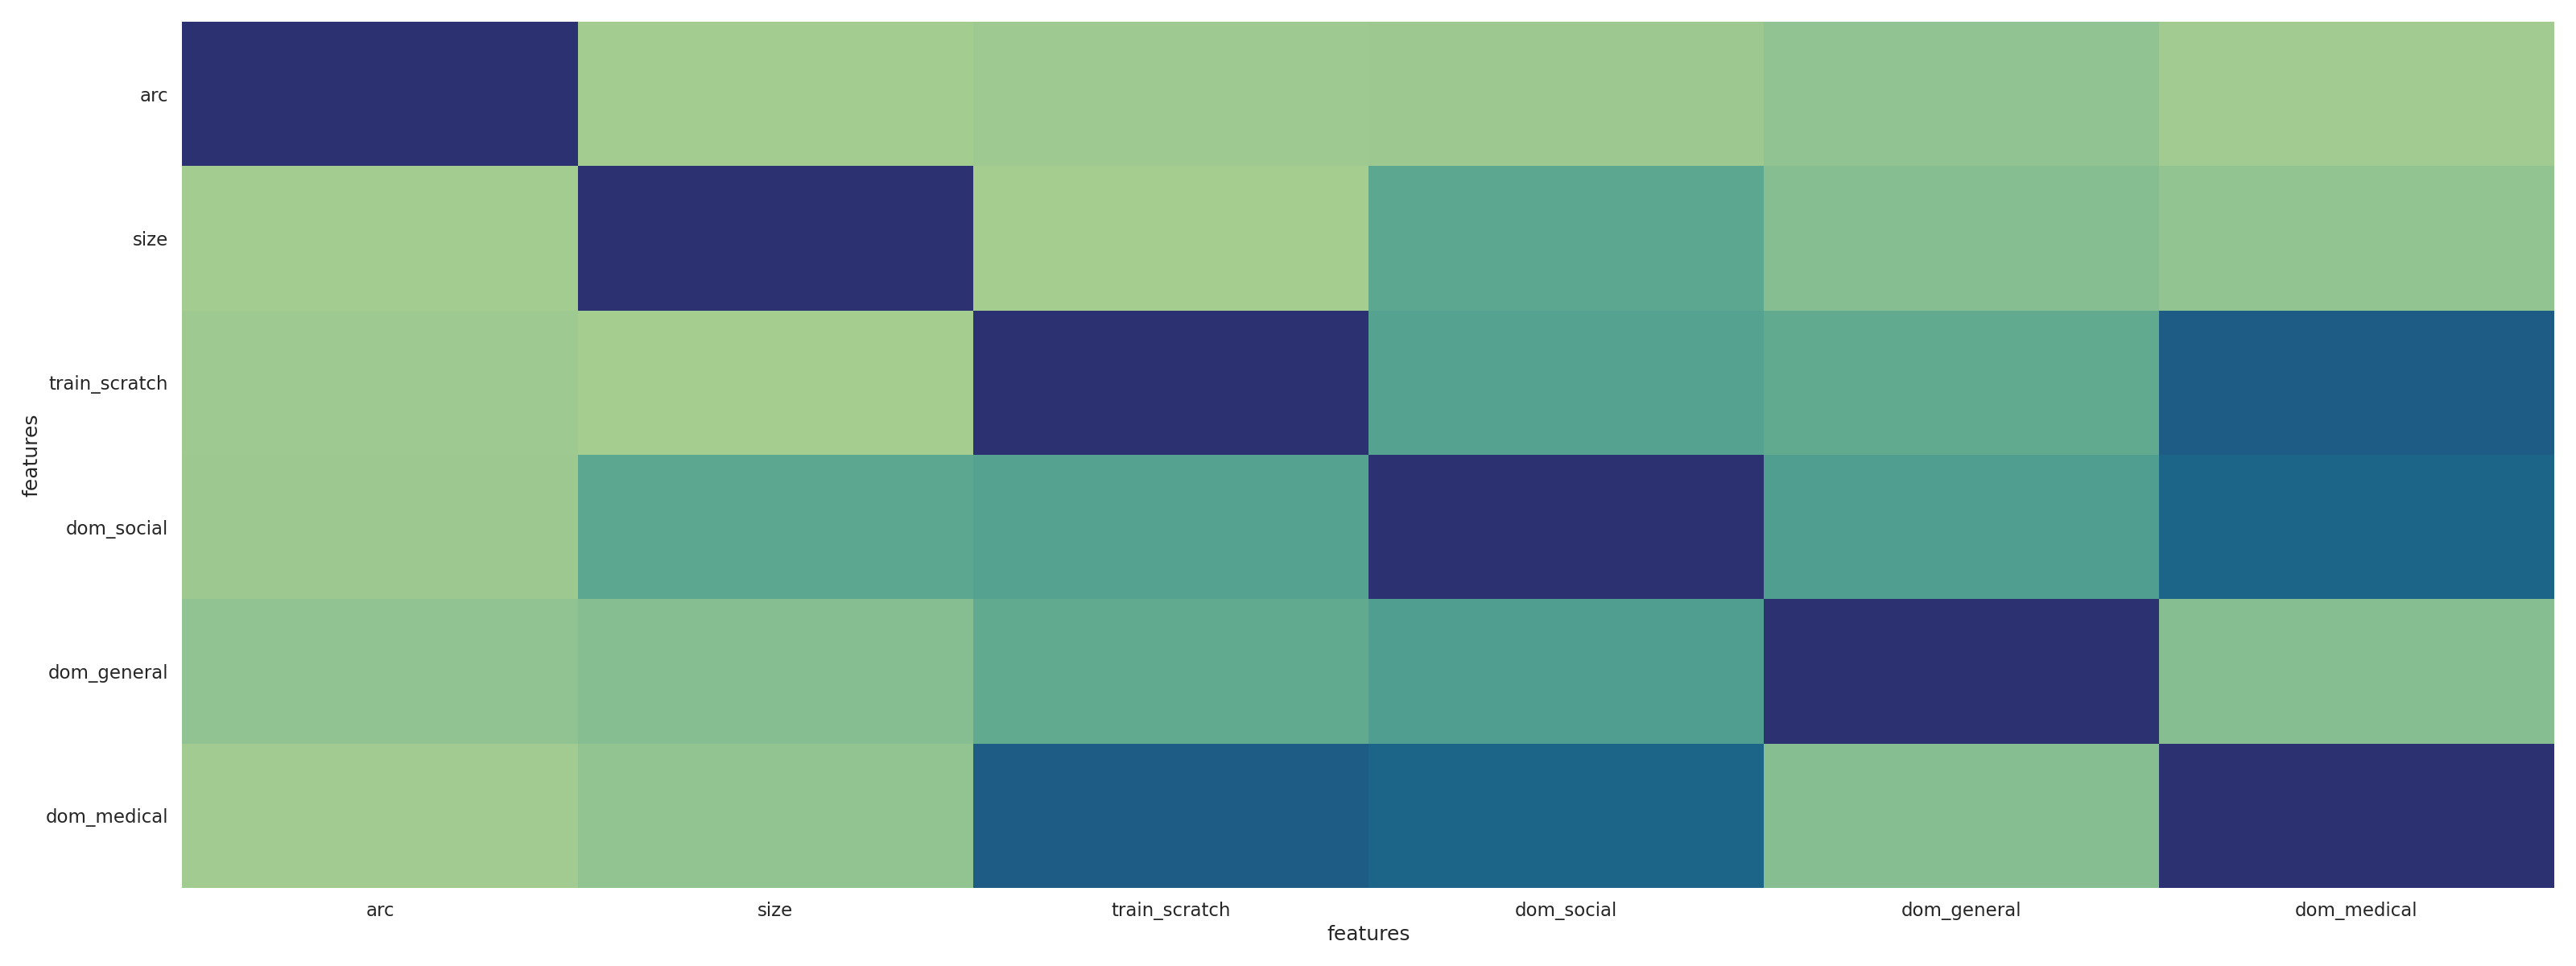 arc
size
train_scratch
dom_social
dom_general
dom_medical
features
arc size train_scratch dom_social dom_general dom_medical
features